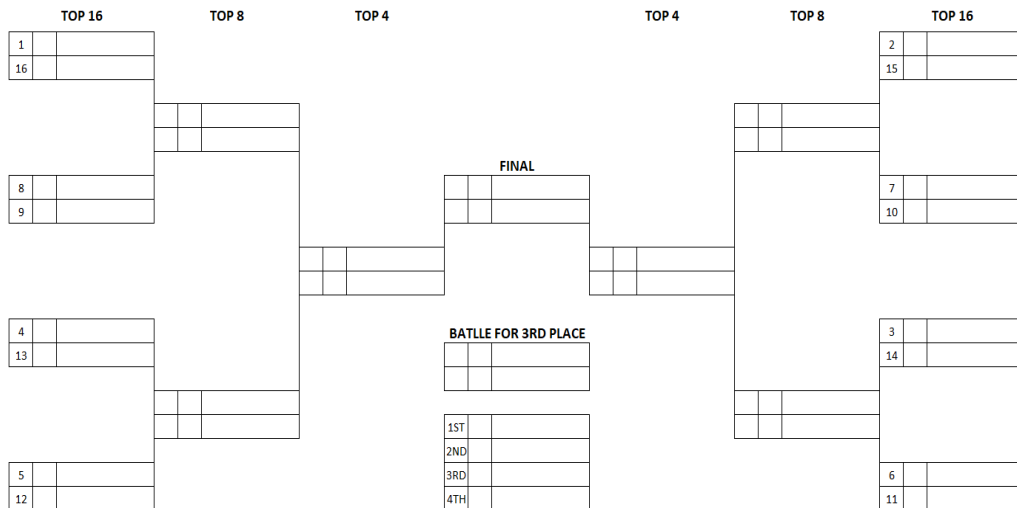 TOP 16 TOP 8 TOP 4 TOP 4 TOP 8 TOP 16
1 2
16 15
FINAL
8 7
9 10
4 3
13 14
BATLLE FOR 3RD PLACE
1ST
2ND
5 3RD 6
12 4TH 11